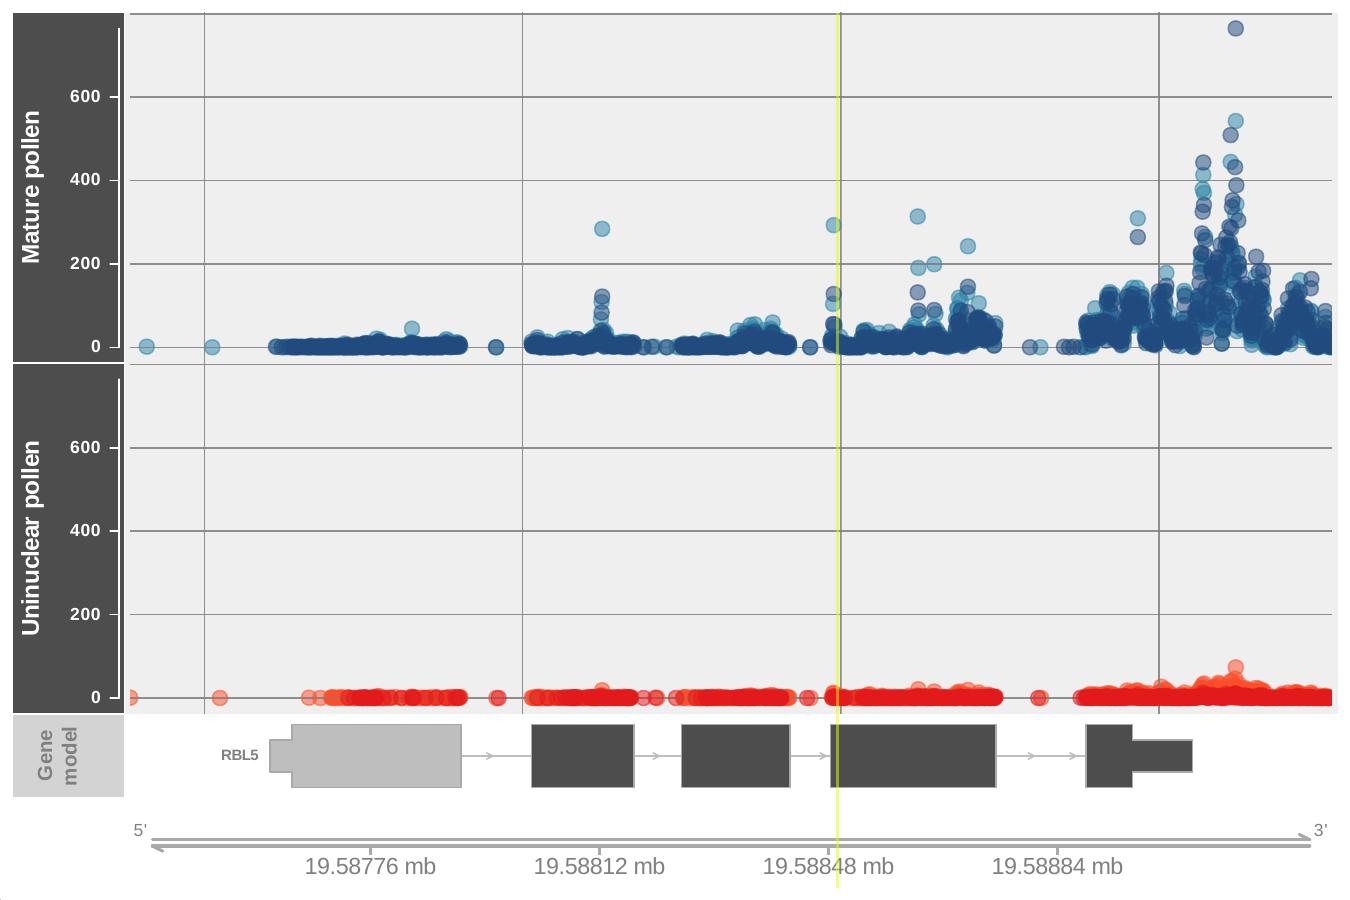 Mature pollen
600
400
200
0
Uninuclear pollen
600
400
200
0
Gene
model
RBL5
5'
3'
19.58776 mb
19.58812 mb
19.58848 mb
19.58884 mb